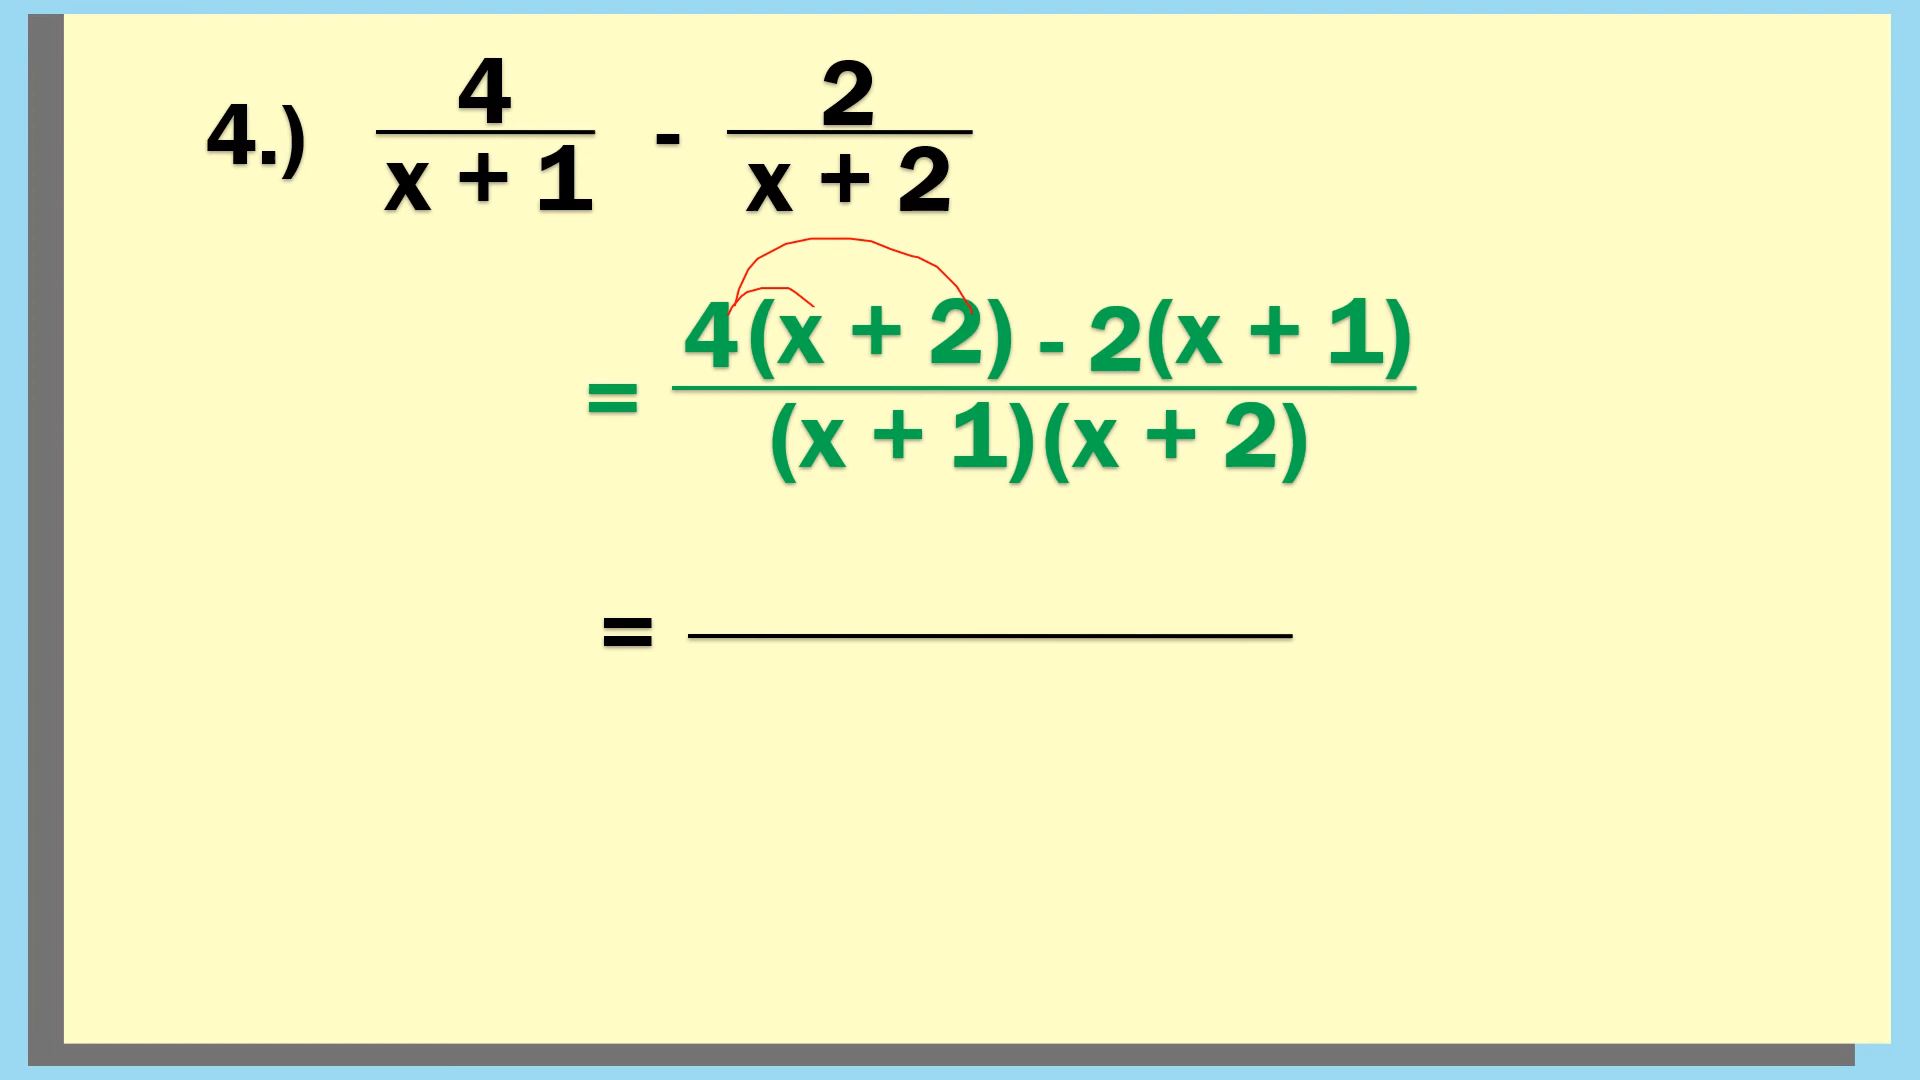 4.) 4 - 2
x + 1 x + 2
= 4(x + 2) - 2(x + 1)
(x + 1)(x + 2)
=